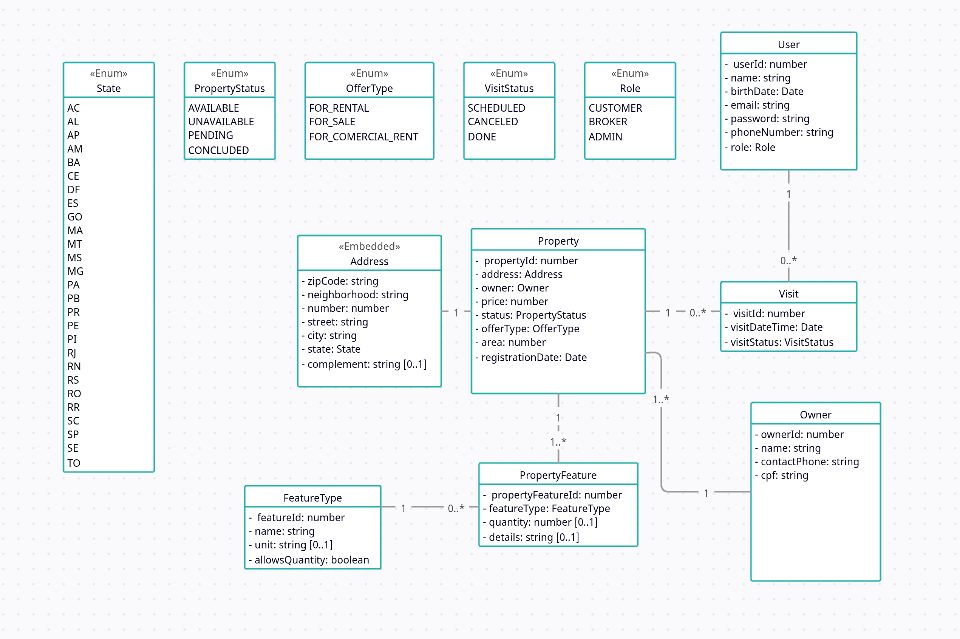 «Enum»
State
AC
AL
AP
AM
BA
CE
DF
ES
GO
MA
MT
MS
MG
PA
PB
PR
PE
PI
RJ
RN
RS
RO
RR
SC
SP
SE
TO
«Enum»
PropertyStatus
AVAILABLE
UNAVAILABLE
PENDING
CONCLUDED
«Enum»
OfferType
FOR_RENTAL
FOR_SALE
FOR_COMERCIAL_RENT
«Enum»
VisitStatus
SCHEDULED
CANCELED
DONE
«Enum»
Role
CUSTOMER
BROKER
ADMIN
User
- userId: number
- name: string
- birthDate: Date
- email: string
- password: string
- phoneNumber: string
- role: Role
1
0..*
«Embedded»
Address
- zipCode: string
- neighborhood: string
- number: number
- street: string
- city: string
- state: State
- complement: string [0..1]
1
Property
- propertyId: number
- address: Address
- owner: Owner
- price: number
- status: PropertyStatus
- offerType: OfferType
- area: number
- registrationDate: Date
1
0..*
Visit
- visitId: number
- visitDateTime: Date
- visitStatus: VisitStatus
1..*
1
Owner
- ownerId: number
- name: string
- contactPhone: string
- cpf: string
1
1..*
PropertyFeature
- propertyFeatureId: number
- featureType: FeatureType
- quantity: number [0..1]
- details: string [0..1]
1
0..*
FeatureType
- featureId: number
- name: string
- unit: string [0..1]
- allowsQuantity: boolean